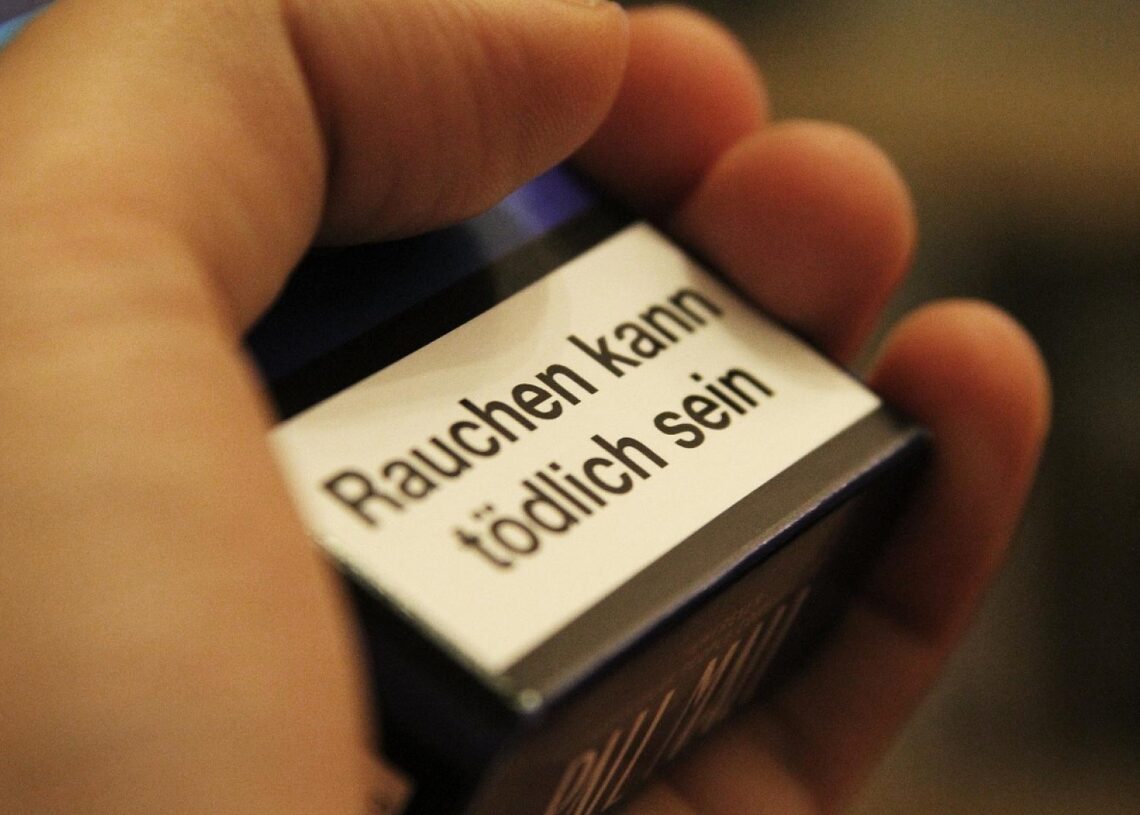 Rauchen kann
tödlich sein